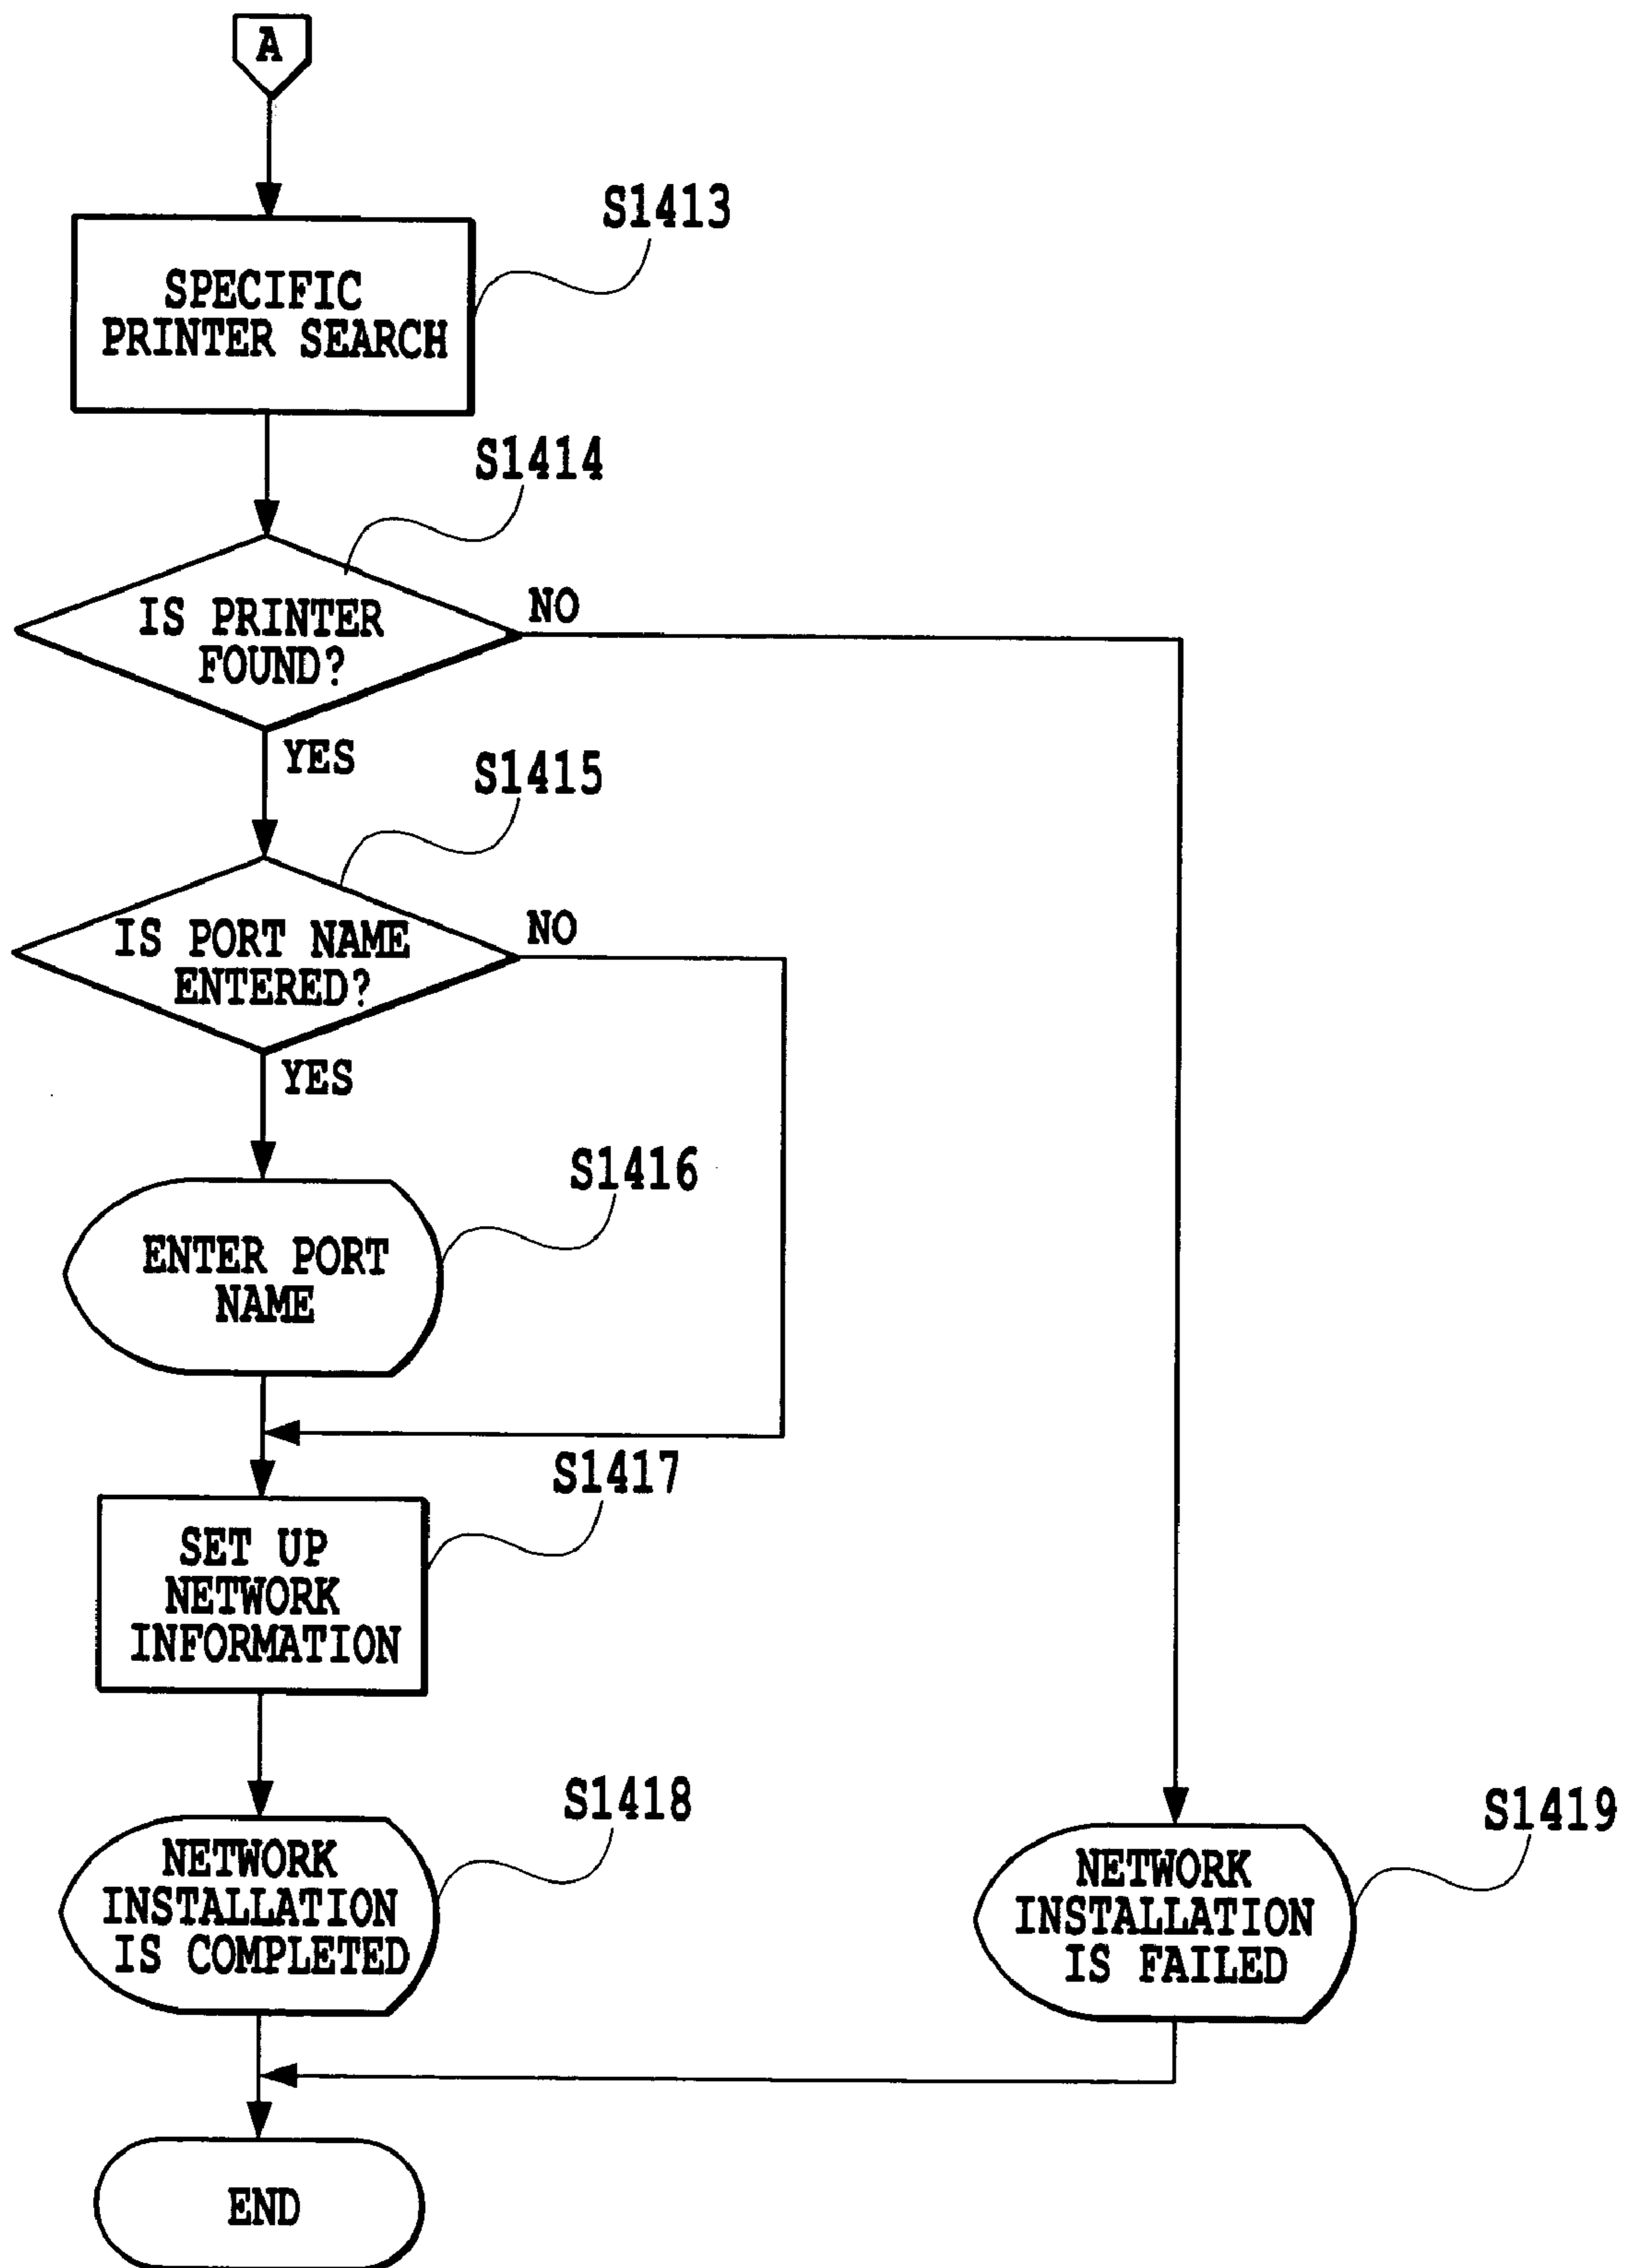 A
S1413
SPECIFIC
PRINTER SEARCH
S1414
IS PRINTER
FOUND?
NO
YES
S1415
IS PORT NAME
ENTERED?
NO
YES
S1416
ENTER PORT
NAME
S1417
SET UP
NETWORK
INFORMATION
S1418
NETWORK
INSTALLATION
IS COMPLETED
S1419
NETWORK
INSTALLATION
IS FAILED
END